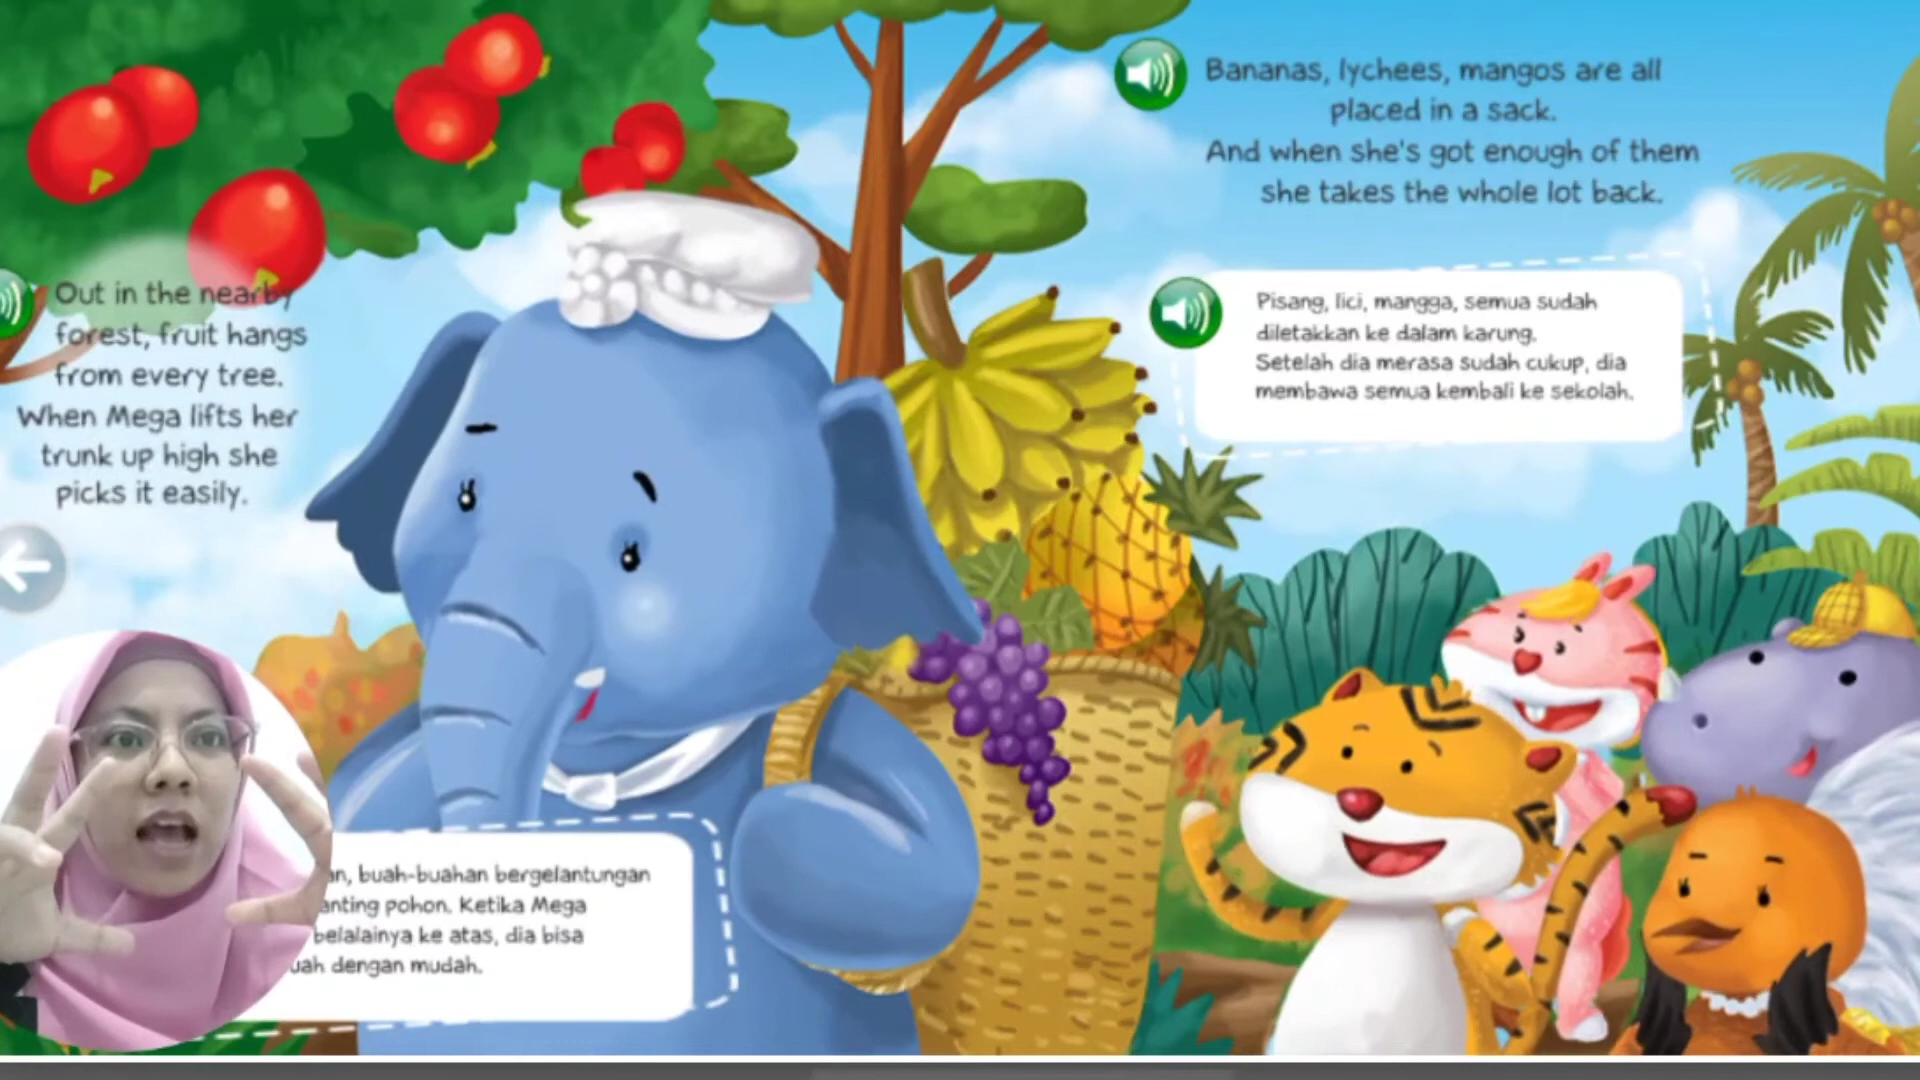 Out in the nearby
forest, fruit hangs
from every tree.
When Mega lifts her
trunk up high she
picks it easily.
buah-buahan bergelantungan
pohon. Ketika Mega
belalainya ke atas, dia bisa
dengan mudah.
Bananas, lychees, mangos are all
placed in a sack.
And when she's got enough of them
she takes the whole lot back.
Pisang, lici, mangga, semua sudah
diletakkan ke dalam karung.
Setelah dia merasa sudah cukup, dia
membawa semua kembali ke sekolah.